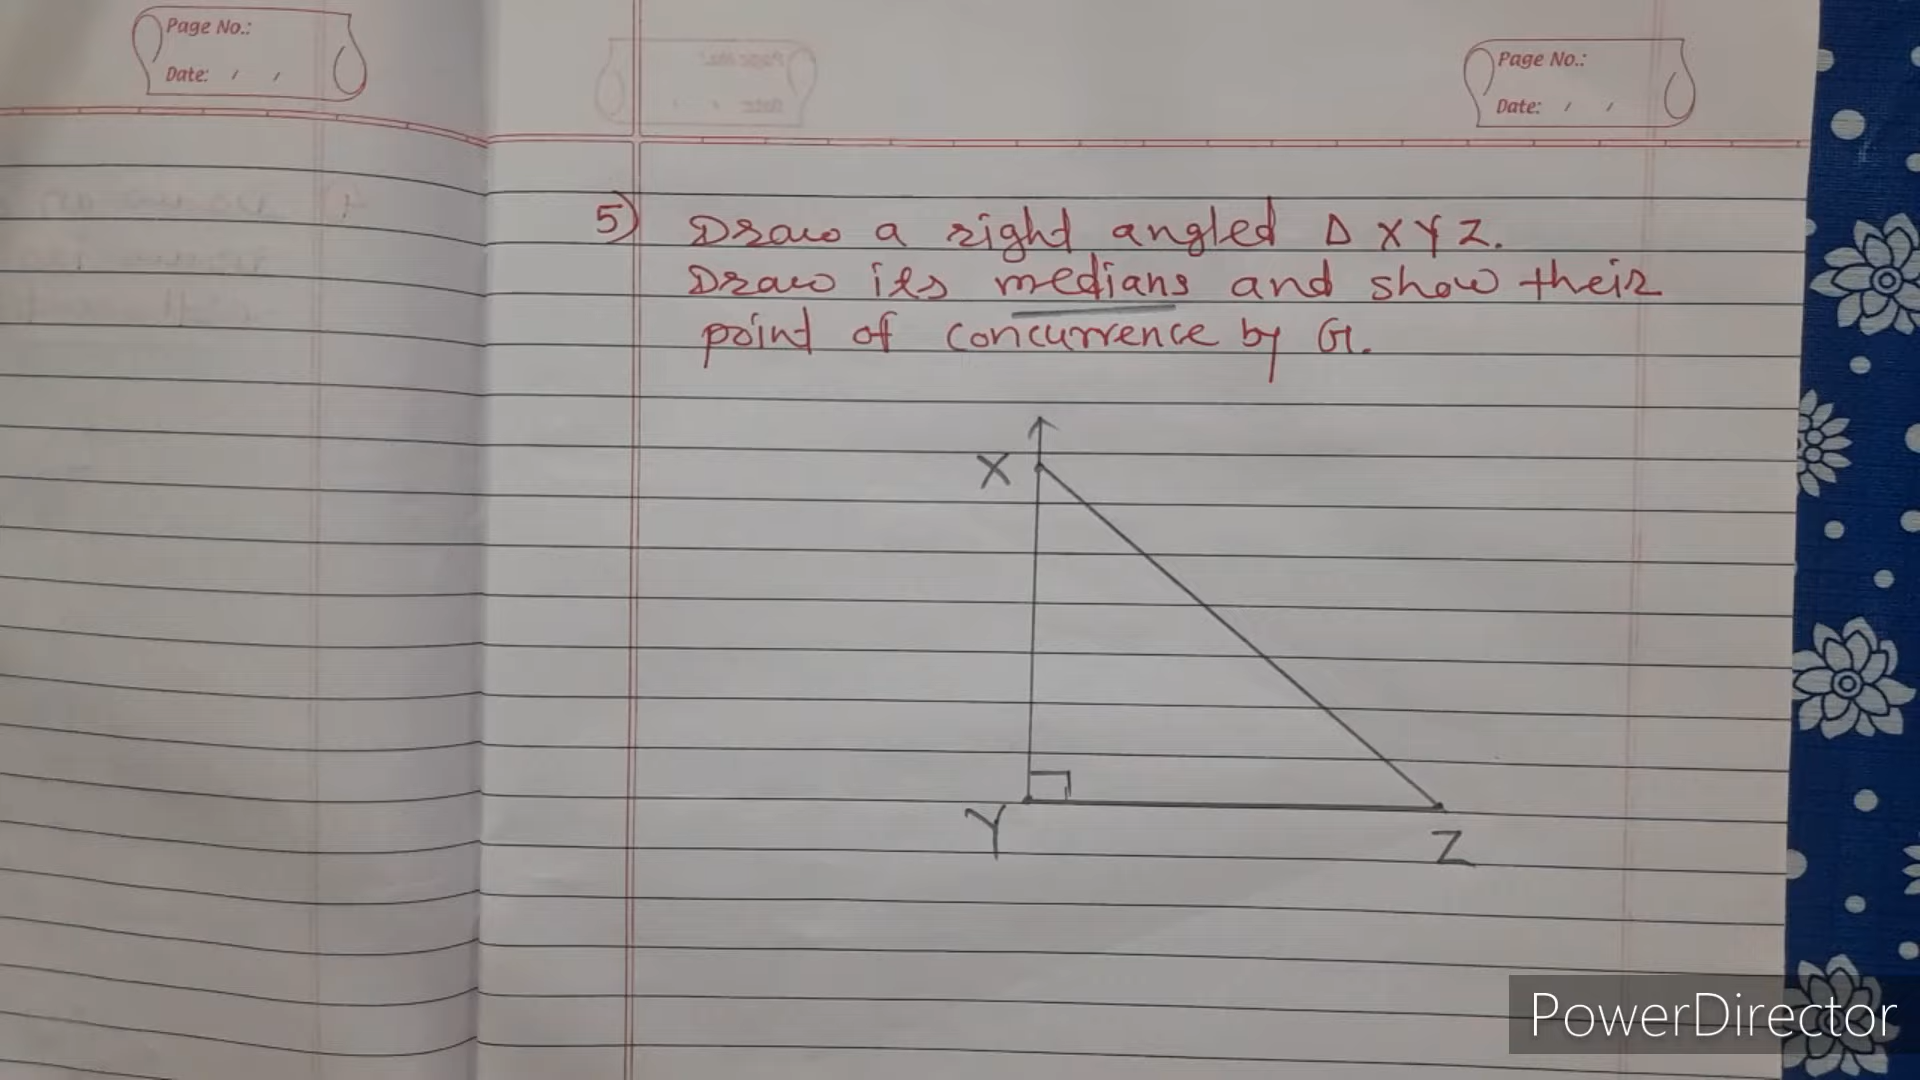 Page No.:
Date: / /
Page No.:
Date: / /
5) Draw a right angled Δ XYZ.
Draw its medians and show their
point of concurrence by G.
X
Y
Z
PowerDirector